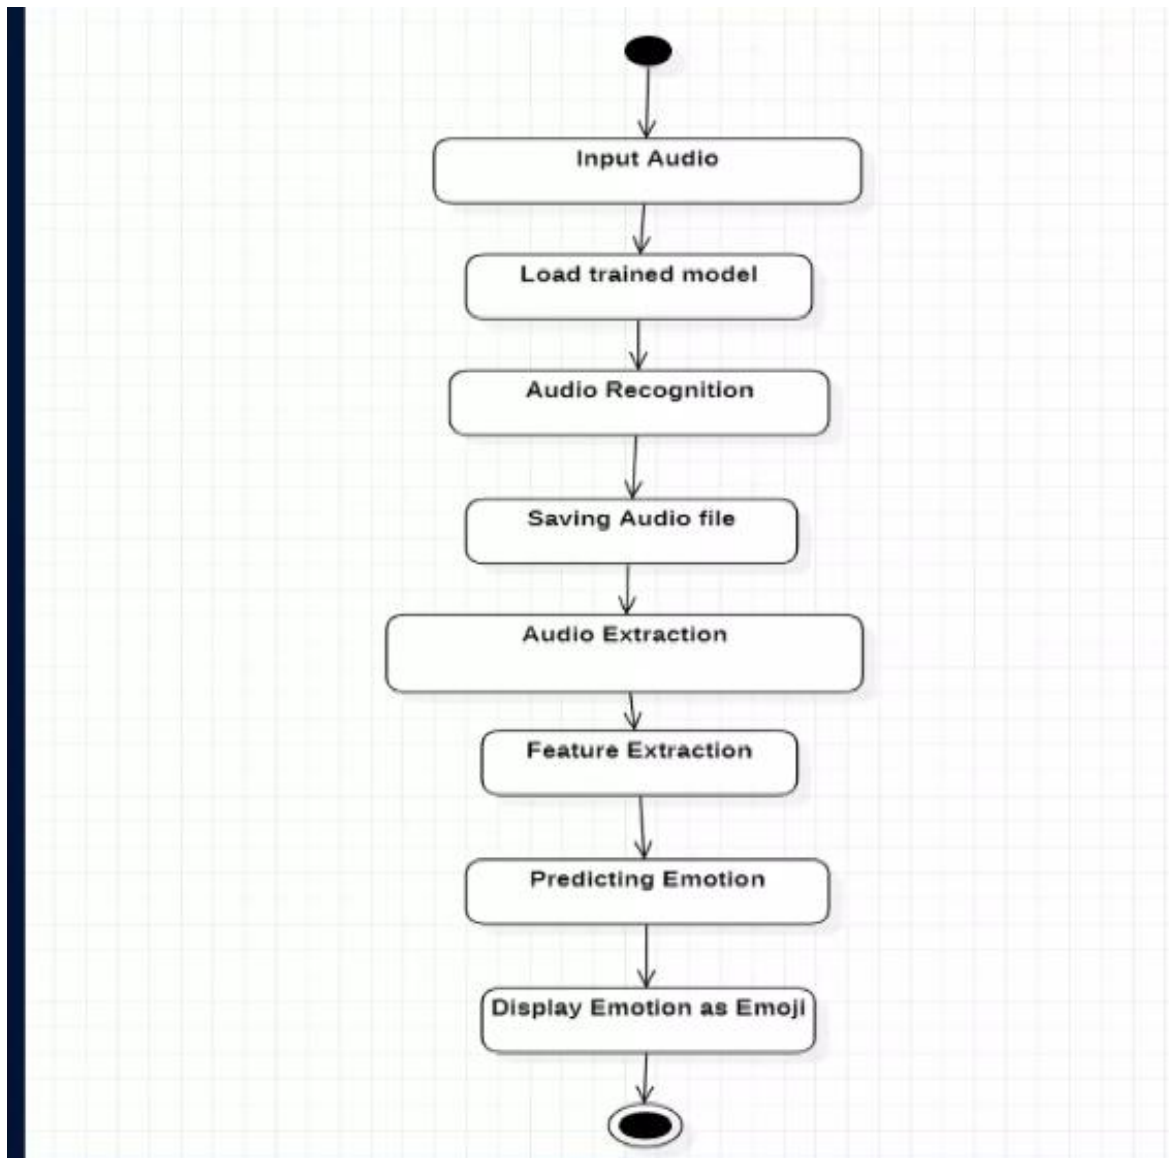 Input Audio
Load trained model
Audio Recognition
Saving Audio file
Audio Extraction
Feature Extraction
Predicting Emotion
Display Emotion as Emoji